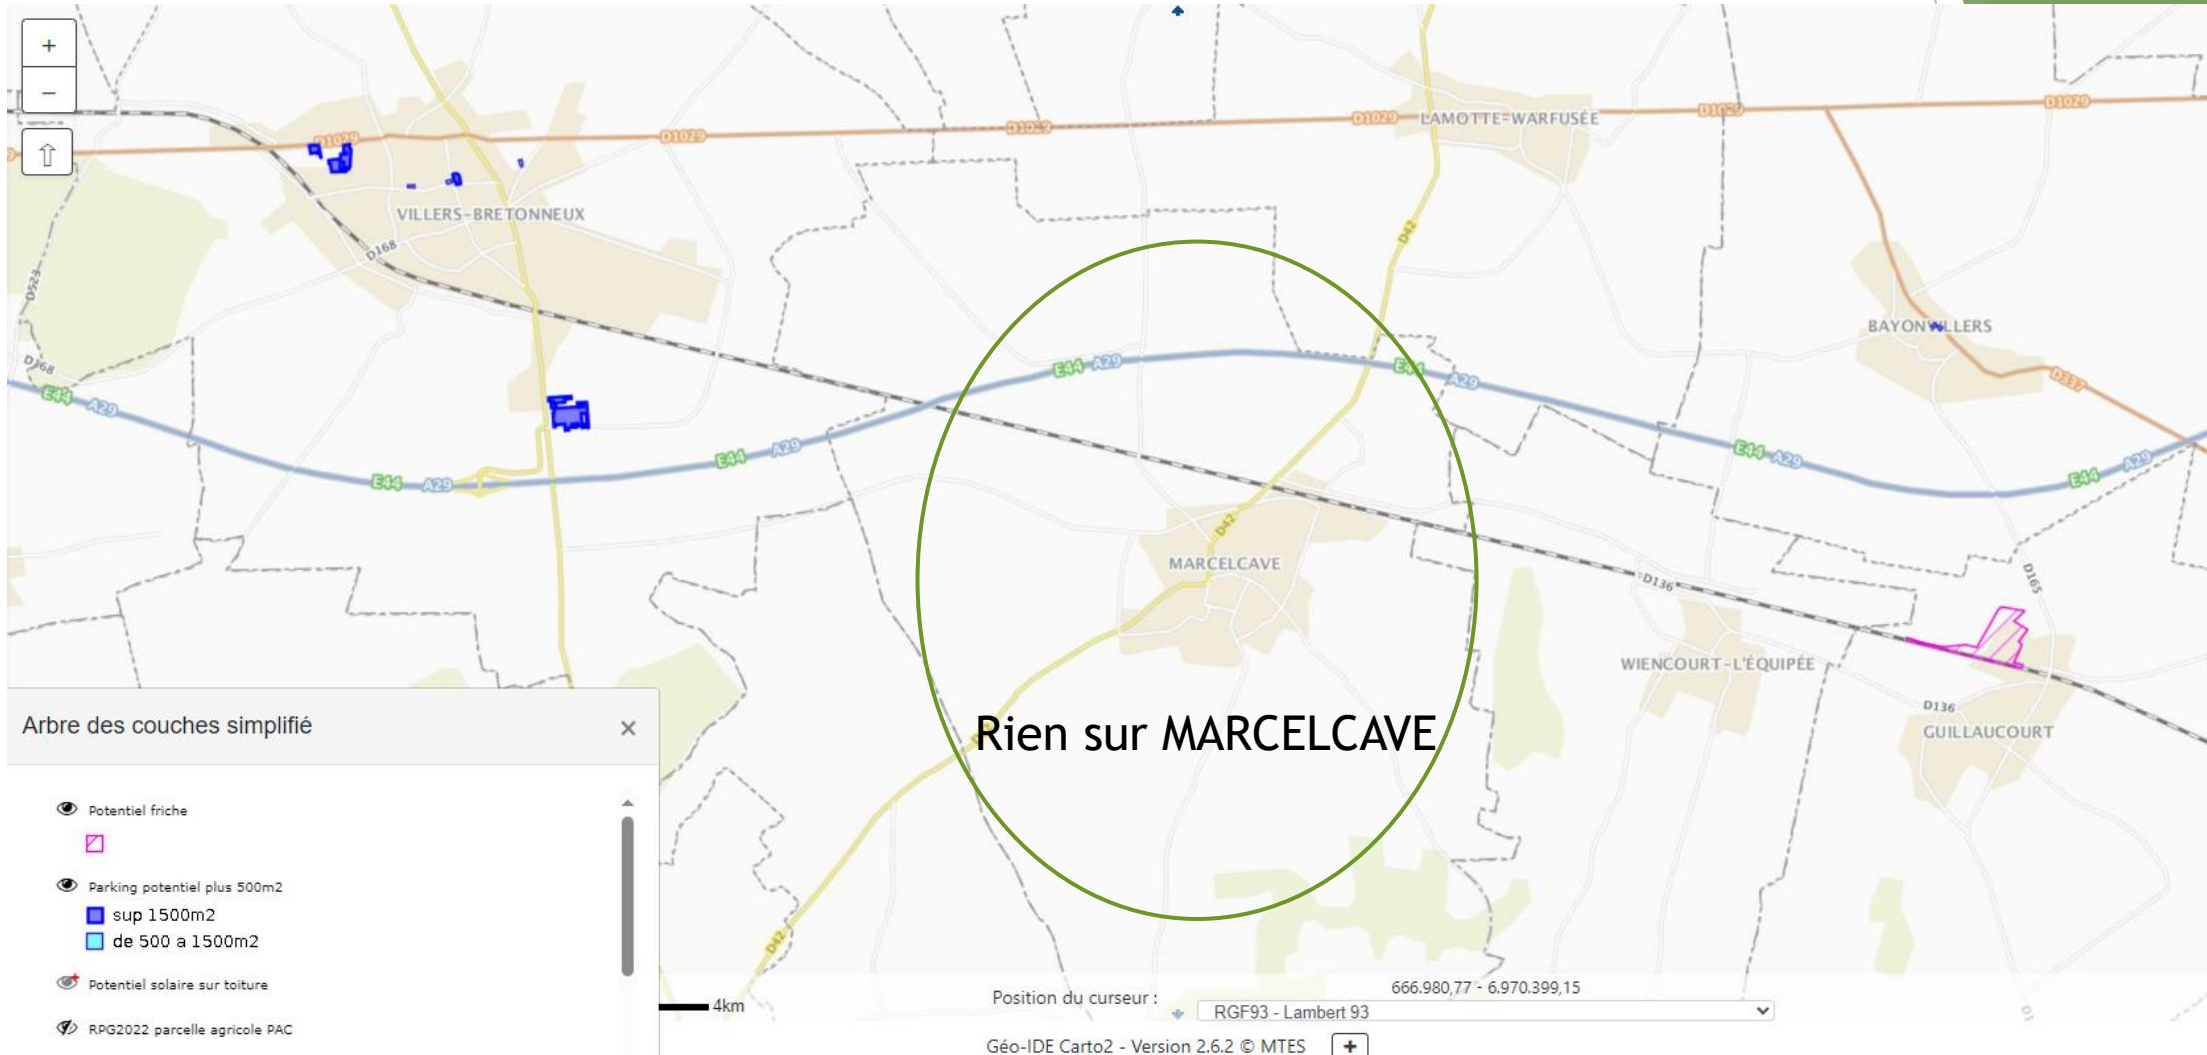 +
−
⇧
D1029
D1029
D1029
D1029
LAMOTTE-WARFUSÉE
D1029
D1029
VILLERS-BRETONNEUX
D168
D523
D42
D168
E44 A29
E44 A29
E44 A29
E44 A29
E44 A29
BAYONVILLERS
D337
E44 A29
E44 A29
D42
MARCELCAVE
D136
D165
WIENCOURT-L'ÉQUIPÉE
D136
GUILLAUCOURT
Rien sur MARCELCAVE
D42
Arbre des couches simplifié ×
Potentiel friche
Parking potentiel plus 500m2
sup 1500m2
de 500 a 1500m2
Potentiel solaire sur toiture
RPG2022 parcelle agricole PAC
4km
Position du curseur :
666.980,77 - 6.970.399,15
RGF93 - Lambert 93
Géo-IDE Carto2 - Version 2.6.2 © MTES +